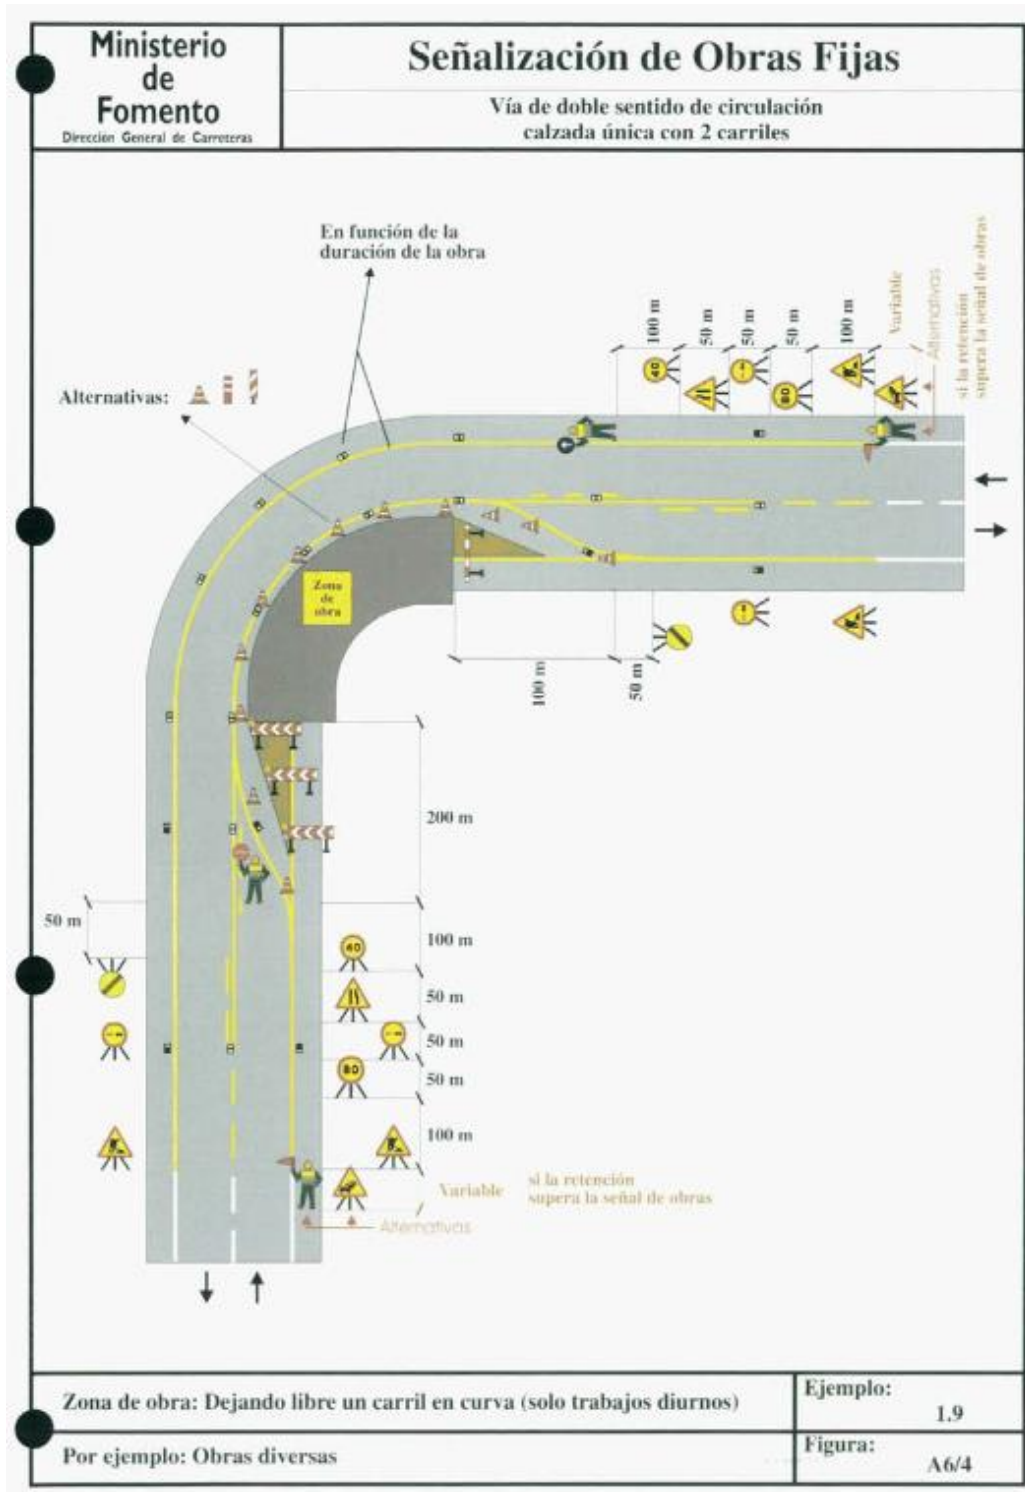 Ministerio
de
Fomento
Dirección General de Carreteras
Señalización de Obras Fijas
Vía de doble sentido de circulación
calzada única con 2 carriles
En función de la
duración de la obra
Alternativas:
100 m
50 m
50 m
50 m
100 m
Variable
Alternativas
si la retención
supera la señal de obras
40
80
Zona
de
obra
100 m
50 m
200 m
50 m
100 m
40
50 m
50 m
80
50 m
100 m
Variable
si la retención
supera la señal de obras
Alternativas
Zona de obra: Dejando libre un carril en curva (solo trabajos diurnos)
Ejemplo:
1.9
Por ejemplo: Obras diversas
Figura:
A6/4